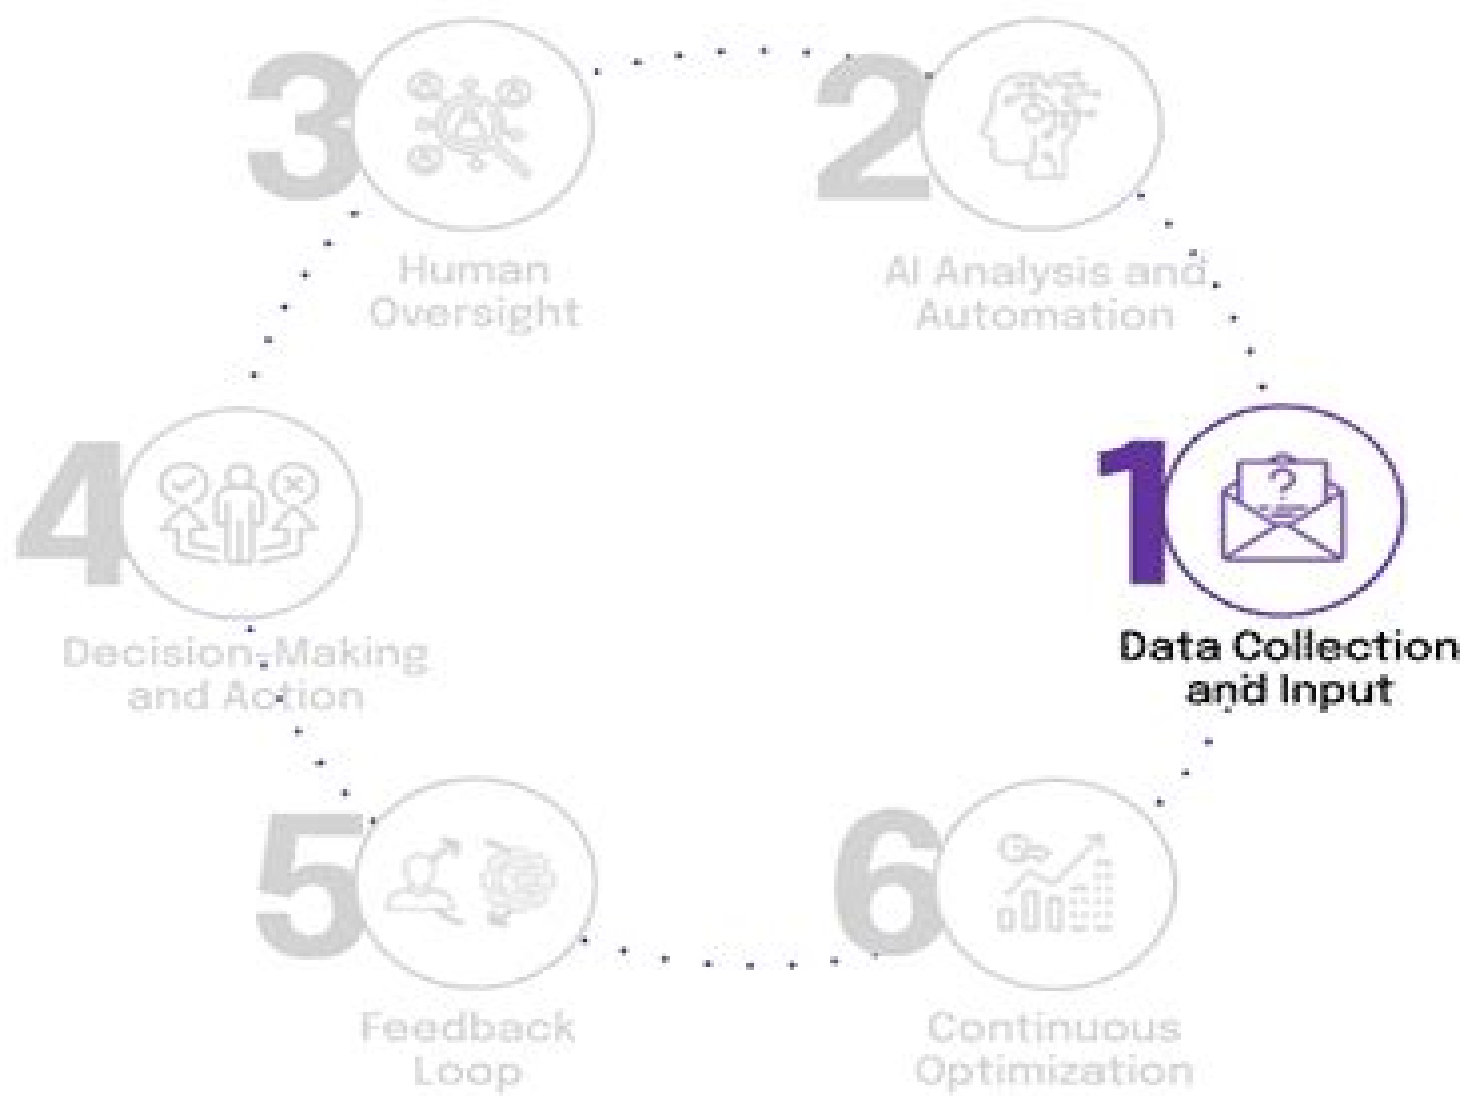 3
Human
Oversight
2
AI Analysis and
Automation
4
Decision-Making
and Action
1
?
Data Collection
and Input
5
Feedback
Loop
6
Continuous
Optimization